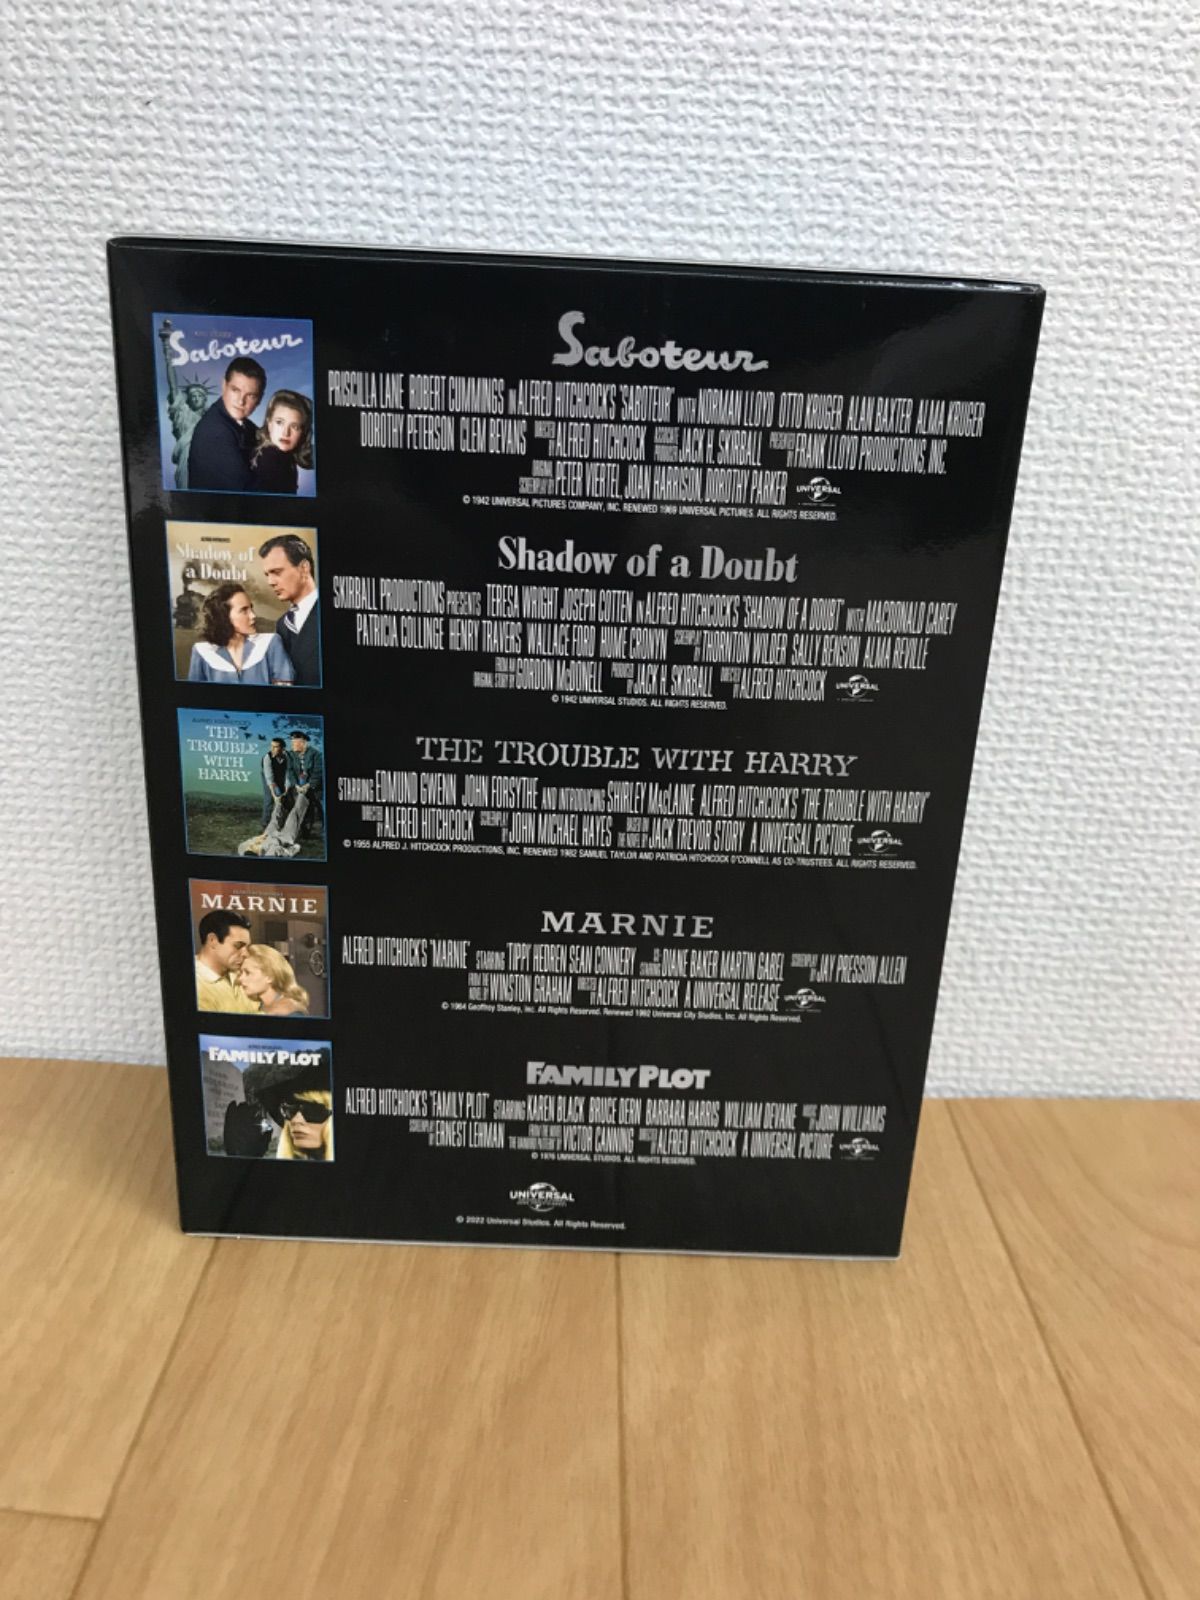 Saboteur
Saboteur
PRISCILLA LANE ROBERT CUMMINGS IN ALFRED HITCHCOCK'S 'SABOTEUR' WITH NORMAN LLOYD OTTO KRUGER ALAN BAXTER ALMA KRUGER
DOROTHY PETERSON CLEM BEVANS DIRECTED BY ALFRED HITCHCOCK ASSOCIATE PRODUCER JACK H. SKIRBALL PRESENTED BY FRANK LLOYD PRODUCTIONS, INC.
ORIGINAL SCREENPLAY BY PETER VIERTEL, JOAN HARRISON, DOROTHY PARKER UNIVERSAL
© 1942 UNIVERSAL PICTURES COMPANY, INC. RENEWED 1969 UNIVERSAL PICTURES. ALL RIGHTS RESERVED.
Shadow of
a Doubt
Shadow of a Doubt
SKIRBALL PRODUCTIONS PRESENTS TERESA WRIGHT JOSEPH COTTEN IN ALFRED HITCHCOCK'S 'SHADOW OF A DOUBT' WITH MACDONALD CAREY
PATRICIA COLLINGE HENRY TRAVERS WALLACE FORD HUME CRONYN SCREENPLAY BY THORNTON WILDER SALLY BENSON ALMA REVILLE
FROM AN ORIGINAL STORY BY GORDON McDONELL PRODUCED BY JACK H. SKIRBALL DIRECTED BY ALFRED HITCHCOCK UNIVERSAL
© 1942 UNIVERSAL STUDIOS. ALL RIGHTS RESERVED.
ALFRED HITCHCOCK'S
THE
TROUBLE
WITH
HARRY
THE TROUBLE WITH HARRY
STARRING EDMUND GWENN JOHN FORSYTHE AND INTRODUCING SHIRLEY MacLAINE ALFRED HITCHCOCK'S "THE TROUBLE WITH HARRY"
DIRECTED BY ALFRED HITCHCOCK SCREENPLAY BY JOHN MICHAEL HAYES BASED ON THE NOVEL BY JACK TREVOR STORY A UNIVERSAL PICTURE UNIVERSAL
© 1955 ALFRED J. HITCHCOCK PRODUCTIONS, INC. RENEWED 1982 SAMUEL TAYLOR AND PATRICIA HITCHCOCK O'CONNELL AS CO-TRUSTEES. ALL RIGHTS RESERVED.
MARNIE
MARNIE
ALFRED HITCHCOCK'S 'MARNIE' STARRING 'TIPPI' HEDREN SEAN CONNERY CO-STARRING DIANE BAKER MARTIN GABEL SCREENPLAY BY JAY PRESSON ALLEN
FROM THE NOVEL BY WINSTON GRAHAM DIRECTED BY ALFRED HITCHCOCK A UNIVERSAL RELEASE UNIVERSAL
© 1964 Geoffroy Stanley, Inc. All Rights Reserved. Renewed 1992 Universal City Studios, Inc. All Rights Reserved.
FAMILY PLOT
FAMILY PLOT
ALFRED HITCHCOCK'S "FAMILY PLOT" STARRING KAREN BLACK BRUCE DERN BARBARA HARRIS WILLIAM DEVANE MUSIC BY JOHN WILLIAMS
SCREENPLAY BY ERNEST LEHMAN VICTOR CANNING DIRECTED BY ALFRED HITCHCOCK A UNIVERSAL PICTURE UNIVERSAL
© 1976 UNIVERSAL STUDIOS. ALL RIGHTS RESERVED.
UNIVERSAL
© 2022 Universal Studios. All Rights Reserved.